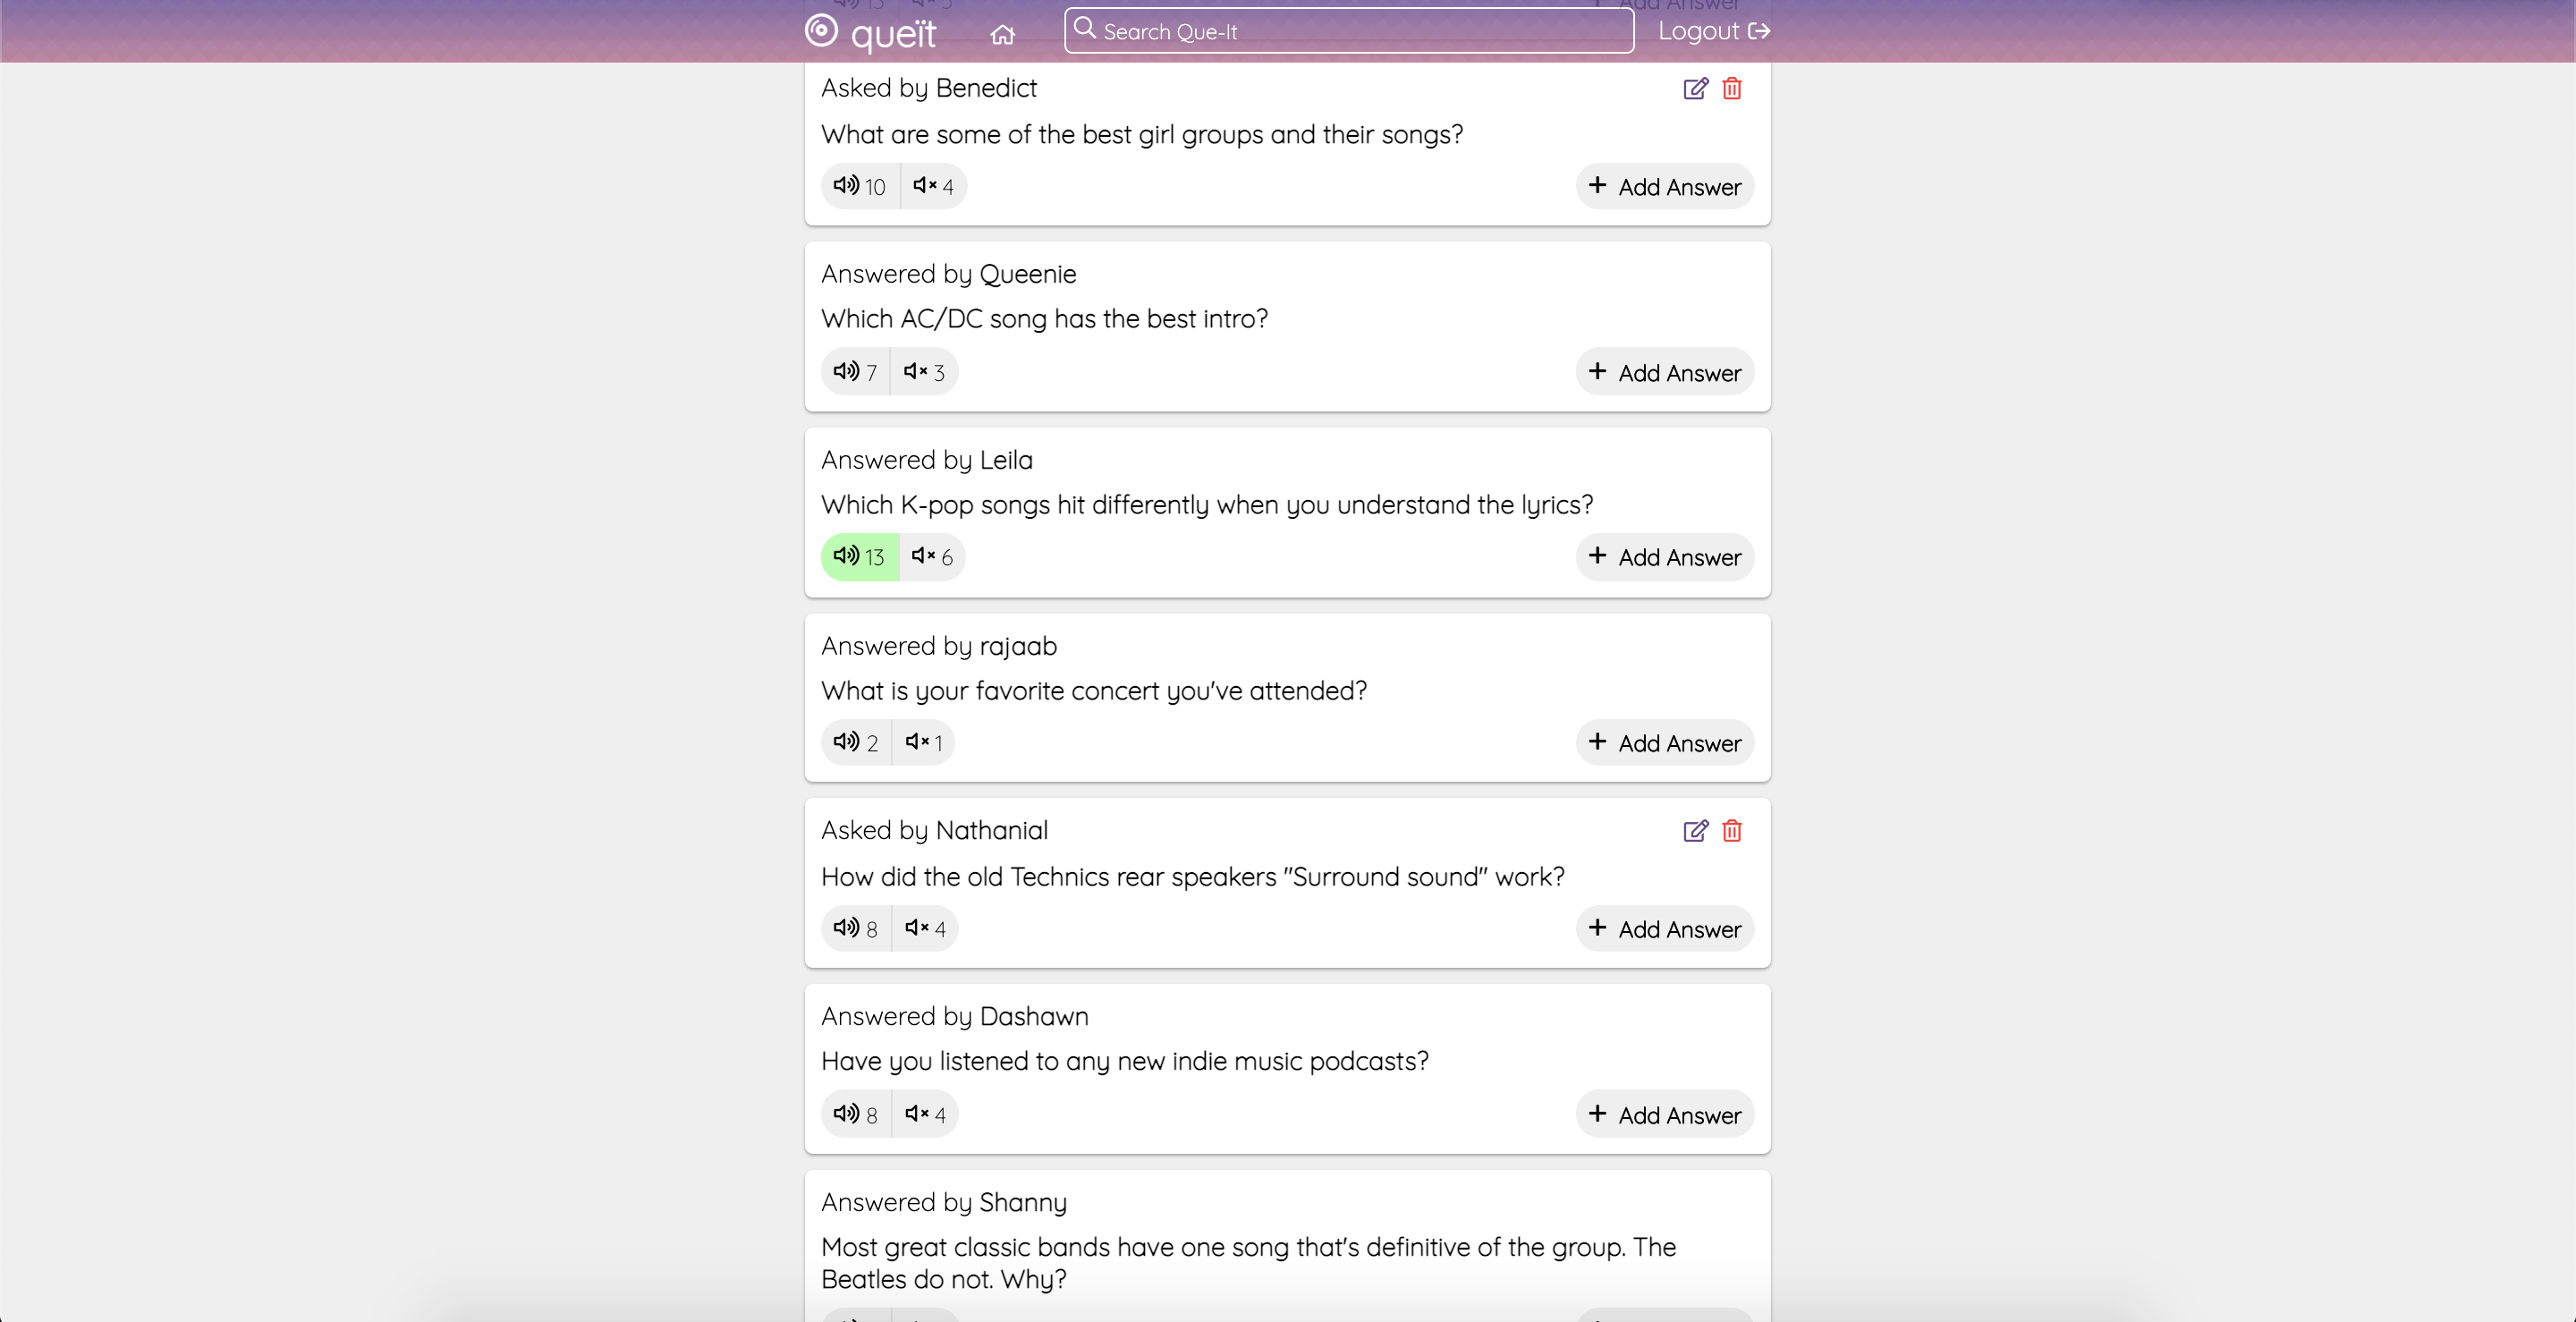 queït
Search Que-It
Logout
Asked by Benedict
What are some of the best girl groups and their songs?
10 4
Add Answer
Answered by Queenie
Which AC/DC song has the best intro?
7 3
Add Answer
Answered by Leila
Which K-pop songs hit differently when you understand the lyrics?
13 6
Add Answer
Answered by rajaab
What is your favorite concert you've attended?
2 1
Add Answer
Asked by Nathanial
How did the old Technics rear speakers "Surround sound" work?
8 4
Add Answer
Answered by Dashawn
Have you listened to any new indie music podcasts?
8 4
Add Answer
Answered by Shanny
Most great classic bands have one song that's definitive of the group. The
Beatles do not. Why?